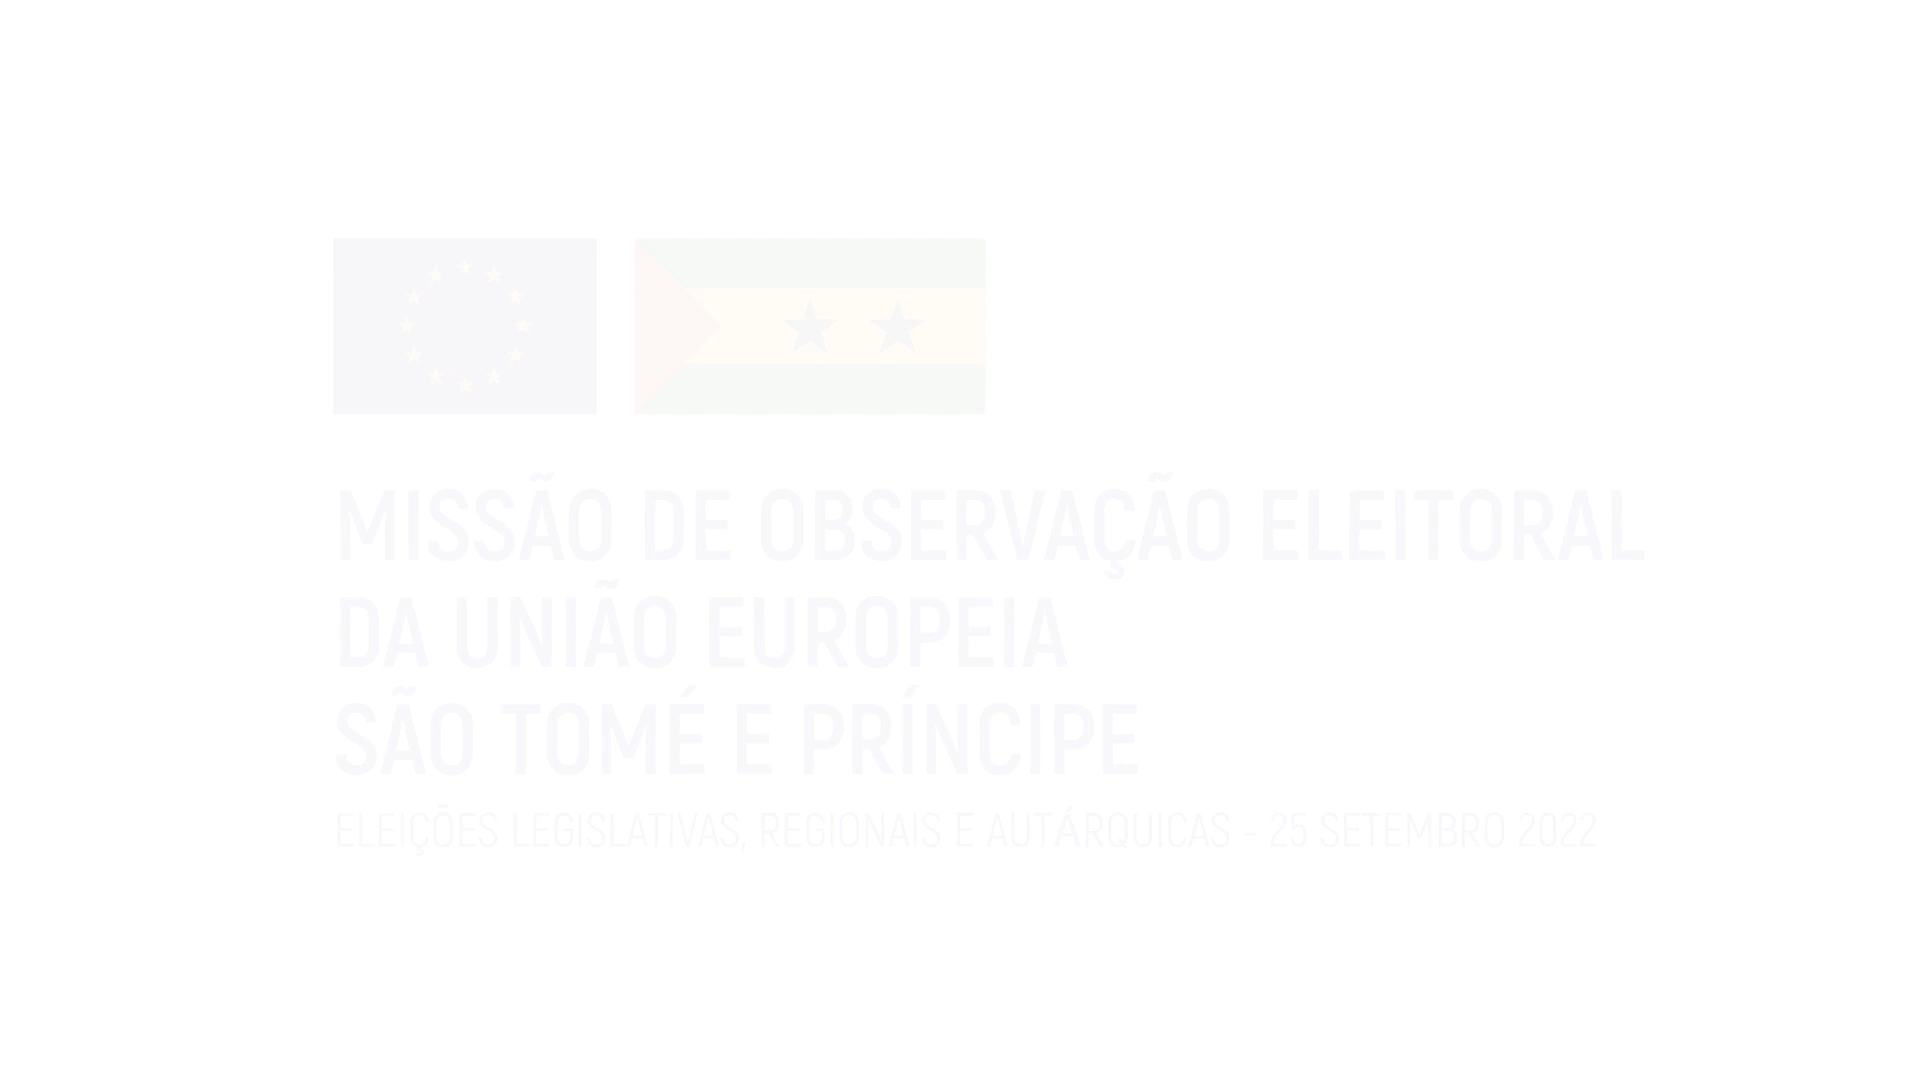 MISSÃO DE OBSERVAÇÃO ELEITORAL
DA UNIÃO EUROPEIA
SÃO TOMÉ E PRÍNCIPE
ELEIÇÕES LEGISLATIVAS, REGIONAIS E AUTÁRQUICAS - 25 SETEMBRO 2022